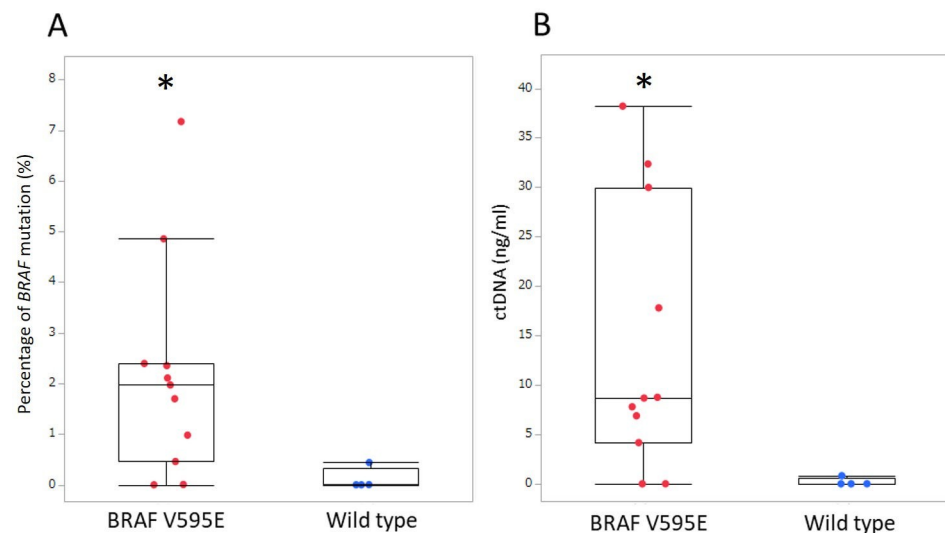 A
Percentage of BRAF mutation (%)
8
7
6
5
4
3
2
1
0
*
BRAF V595E
Wild type
B
ctDNA (ng/ml)
40
35
30
25
20
15
10
5
0
*
BRAF V595E
Wild type